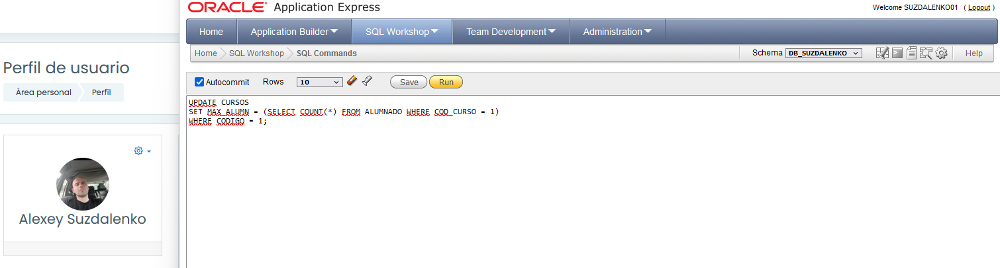 Perfil de usuario
Área personal
Perfil
Alexey Suzdalenko
ORACLE® Application Express
Welcome SUZDALENKO01 ( Logout )
Home
Application Builder
SQL Workshop
Team Development
Administration
Home
SQL Workshop
SQL Commands
Schema
DB_SUZDALENKO
Help
Autocommit
Rows
10
Save
Run
UPDATE CURSOS
SET MAX_ALUMN = (SELECT COUNT(*) FROM ALUMNADO WHERE COD_CURSO = 1)
WHERE CODIGO = 1;